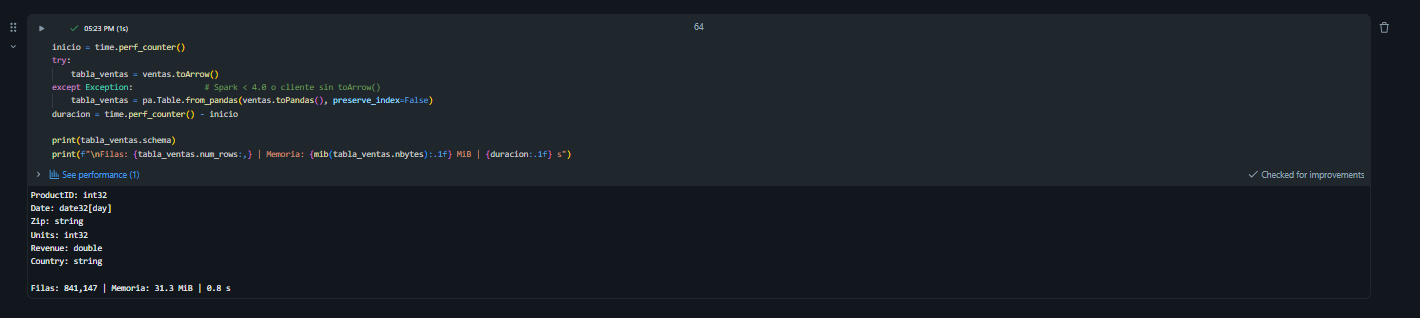 05:23 PM (1s)
64
inicio = time.perf_counter()
try:
    tabla_ventas = ventas.toArrow()
except Exception:               # Spark < 4.0 o cliente sin toArrow()
    tabla_ventas = pa.Table.from_pandas(ventas.toPandas(), preserve_index=False)
duracion = time.perf_counter() - inicio

print(tabla_ventas.schema)
print(f"\nFilas: {tabla_ventas.num_rows:,} | Memoria: {mib(tabla_ventas.nbytes):.1f} MiB | {duracion:.1f} s")
See performance (1)
Checked for improvements
ProductID: int32
Date: date32[day]
Zip: string
Units: int32
Revenue: double
Country: string

Filas: 841,147 | Memoria: 31.3 MiB | 0.8 s